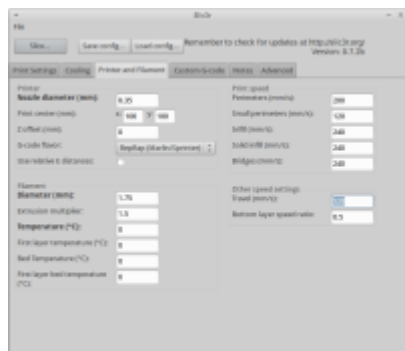 Slic3r
File
Slice... Save config... Load config... Remember to check for updates at http://slic3r.org/
Version: 0.1.2b
Print Settings Cooling Printer and Filament Custom G-code Notes Advanced
Printer
Nozzle diameter (mm): 0.35
Print center (mm): X: 100 Y: 100
Z offset (mm): 0
G-code flavor: RepRap (Marlin/Sprinter)
Use relative E distances:
Filament
Diameter (mm): 1.75
Extrusion multiplier: 1.5
Temperature (°C): 0
First layer temperature (°C): 0
Bed Temperature (°C): 0
First layer bed temperature (°C): 0
Print speed
Perimeters (mm/s): 200
Small perimeters (mm/s): 120
Infill (mm/s): 240
Solid infill (mm/s): 240
Bridges (mm/s): 240
Other speed settings
Travel (mm/s):
Bottom layer speed ratio: 0.5